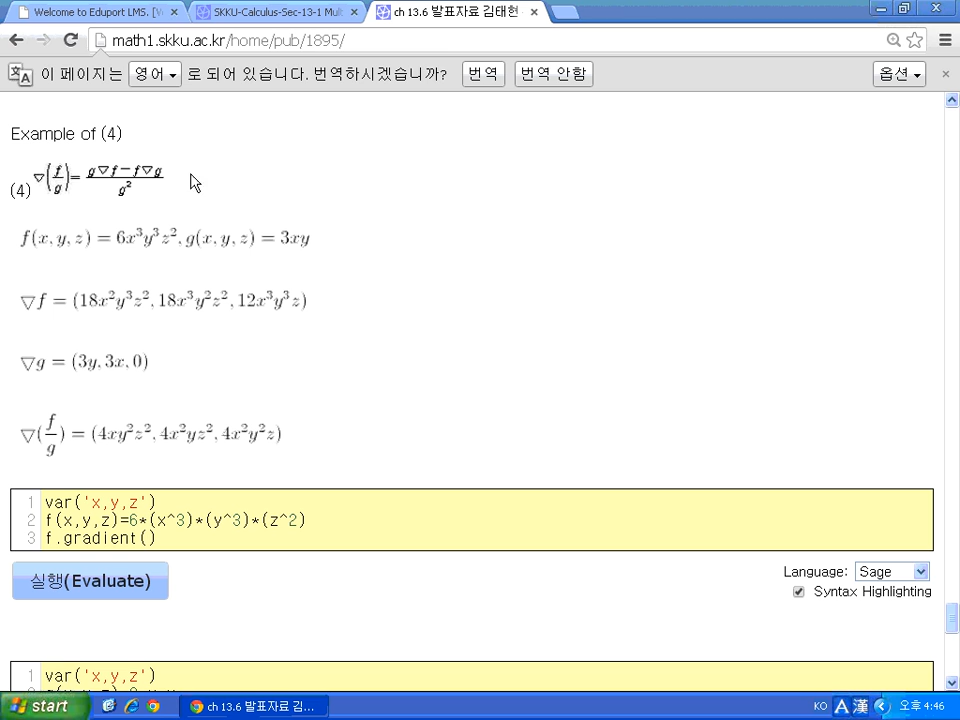 Welcome to Eduport LMS. [W
SKKU-Calculus-Sec-13-1 Mult
ch 13.6 발표자료 김태현
math1.skku.ac.kr/home/pub/1895/
이 페이지는 영어 로 되어 있습니다. 번역하시겠습니까? 번역 번역 안함 옵션
Example of (4)
(4) ▽(f/g)= (g▽f−f▽g)/g²
f(x, y, z) = 6x³y³z², g(x, y, z) = 3xy
▽f = (18x²y³z², 18x³y²z², 12x³y³z)
▽g = (3y, 3x, 0)
▽(f/g) = (4xy²z², 4x²yz², 4x²y²z)
1 var('x,y,z')
2 f(x,y,z)=6*(x^3)*(y^3)*(z^2)
3 f.gradient()
실행(Evaluate)
Language: Sage
Syntax Highlighting
1 var('x,y,z')
start
ch 13.6 발표자료 김...
KO A 漢 오후 4:46